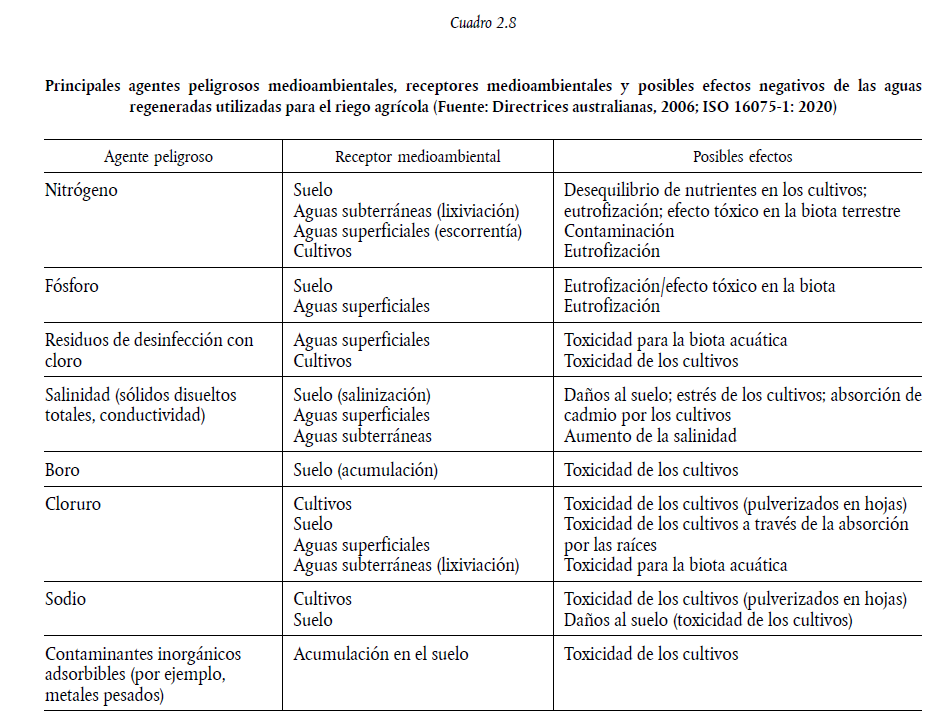 Cuadro 2.8
Principales agentes peligrosos medioambientales, receptores medioambientales y posibles efectos negativos de las aguas
regeneradas utilizadas para el riego agrícola (Fuente: Directrices australianas, 2006; ISO 16075-1: 2020)
Agente peligroso
Receptor medioambiental
Posibles efectos
Nitrógeno
Suelo
Aguas subterráneas (lixiviación)
Aguas superficiales (escorrentía)
Cultivos
Desequilibrio de nutrientes en los cultivos;
eutrofización; efecto tóxico en la biota terrestre
Contaminación
Eutrofización
Fósforo
Suelo
Aguas superficiales
Eutrofización/efecto tóxico en la biota
Eutrofización
Residuos de desinfección con
cloro
Aguas superficiales
Cultivos
Toxicidad para la biota acuática
Toxicidad de los cultivos
Salinidad (sólidos disueltos
totales, conductividad)
Suelo (salinización)
Aguas superficiales
Aguas subterráneas
Daños al suelo; estrés de los cultivos; absorción de
cadmio por los cultivos
Aumento de la salinidad
Boro
Suelo (acumulación)
Toxicidad de los cultivos
Cloruro
Cultivos
Suelo
Aguas superficiales
Aguas subterráneas (lixiviación)
Toxicidad de los cultivos (pulverizados en hojas)
Toxicidad de los cultivos a través de la absorción
por las raíces
Toxicidad para la biota acuática
Sodio
Cultivos
Suelo
Toxicidad de los cultivos (pulverizados en hojas)
Daños al suelo (toxicidad de los cultivos)
Contaminantes inorgánicos
adsorbibles (por ejemplo,
metales pesados)
Acumulación en el suelo
Toxicidad de los cultivos